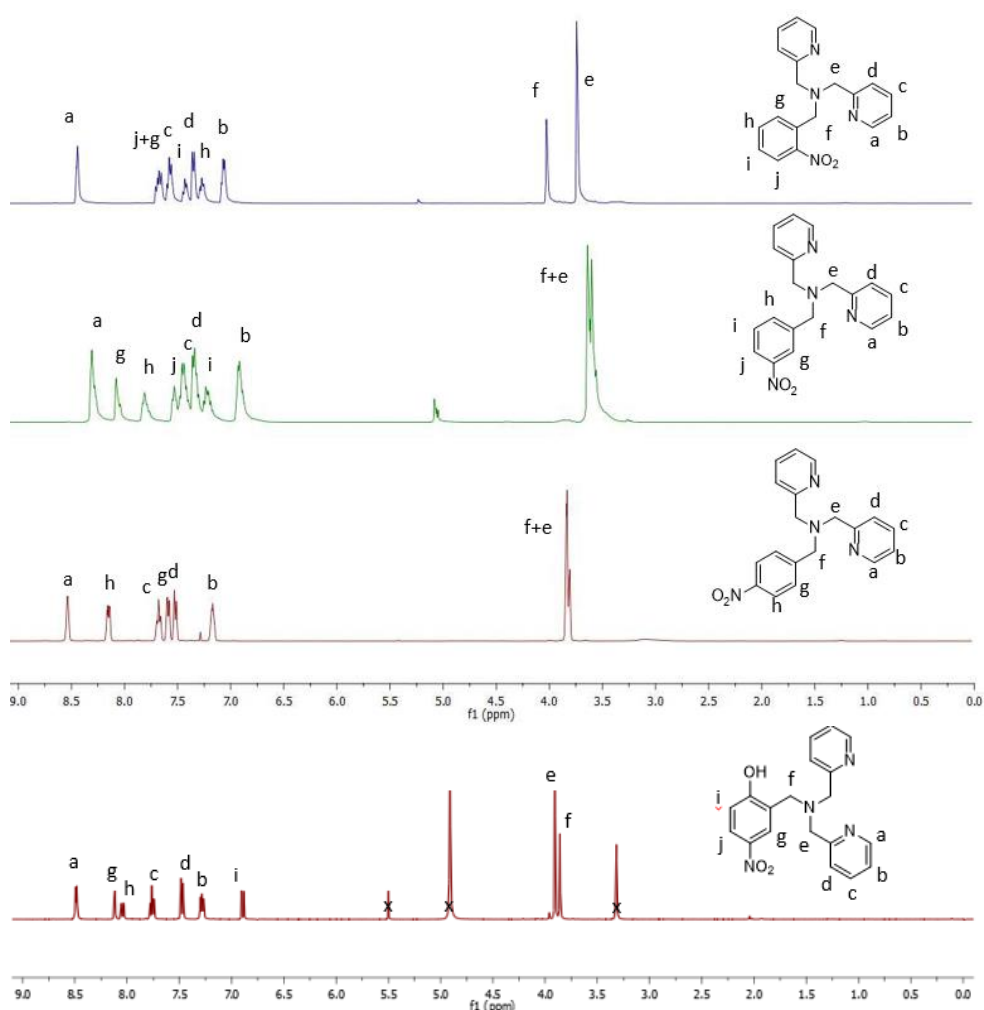 a
j+g
c
i
d
h
b
f
e
N
N
N
e
d
c
b
a
g
h
i
j
f
NO₂
a
g
h
j
c
d
i
b
f+e
N
N
N
e
d
c
b
a
h
i
j
g
f
NO₂
a
h
c
g
d
b
f+e
N
N
N
e
d
c
b
a
f
g
h
O₂N
9.0 8.5 8.0 7.5 7.0 6.5 6.0 5.5 5.0 4.5 4.0 3.5 3.0 2.5 2.0 1.5 1.0 0.5 0.0
f1 (ppm)
a
g
h
c
d
b
i
x
x
e
f
x
OH
f
N
N
N
i
j
g
e
a
b
c
d
NO₂
9.0 8.5 8.0 7.5 7.0 6.5 6.0 5.5 5.0 4.5 4.0 3.5 3.0 2.5 2.0 1.5 1.0 0.5 0.0
f1 (ppm)